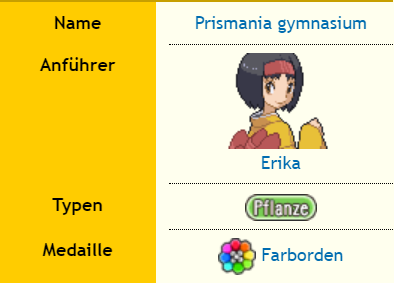 Name Prismania gymnasium
Anführer
Erika
Typen Pflanze
Medaille Farborden